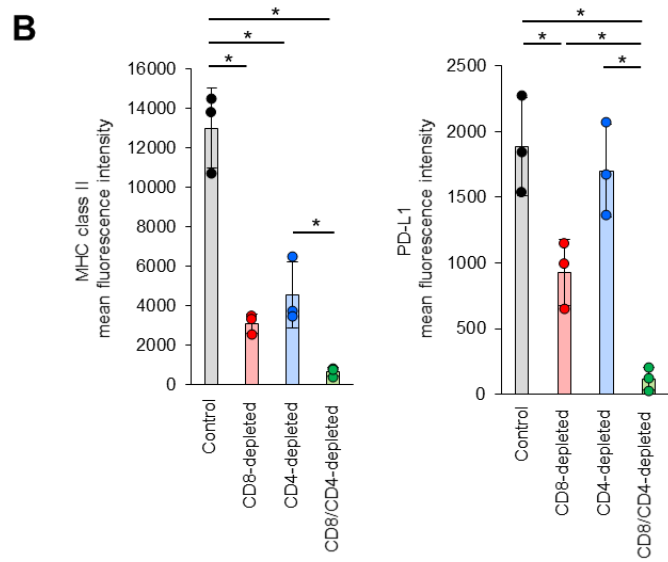 B
*
*
*
*
MHC class II
mean fluorescence intensity
16000
14000
12000
10000
8000
6000
4000
2000
0
Control
CD8-depleted
CD4-depleted
CD8/CD4-depleted
*
* *
*
PD-L1
mean fluorescence intensity
2500
2000
1500
1000
500
0
Control
CD8-depleted
CD4-depleted
CD8/CD4-depleted